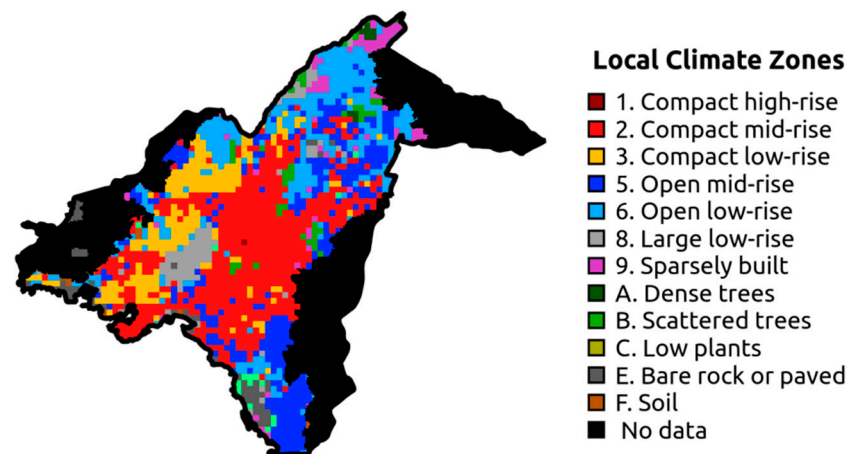 Local Climate Zones
1. Compact high-rise
2. Compact mid-rise
3. Compact low-rise
5. Open mid-rise
6. Open low-rise
8. Large low-rise
9. Sparsely built
A. Dense trees
B. Scattered trees
C. Low plants
E. Bare rock or paved
F. Soil
No data